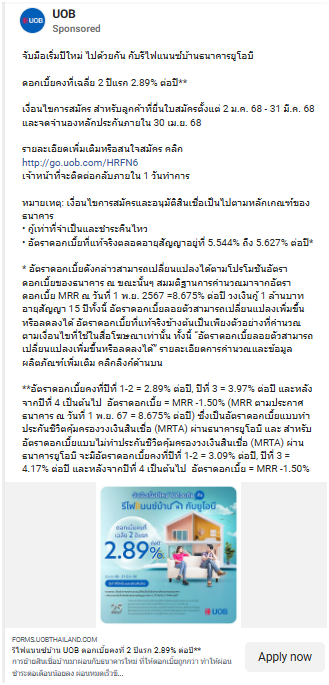 UOB
Sponsored
จับมือเริ่มปีใหม่ ไปด้วยกัน กับรีไฟแนนซ์บ้านธนาคารยูโอบี
ดอกเบี้ยคงที่เฉลี่ย 2 ปีแรก 2.89% ต่อปี**
เงื่อนไขการสมัคร สำหรับลูกค้าที่ยื่นใบสมัครตั้งแต่ 2 ม.ค. 68 - 31 มี.ค. 68
และจดจำนองหลักประกันภายใน 30 เม.ย. 68
รายละเอียดเพิ่มเติมหรือสนใจสมัคร คลิก
http://go.uob.com/HRFN6
เจ้าหน้าที่จะติดต่อกลับภายใน 1 วันทำการ
หมายเหตุ: เงื่อนไขการสมัครและอนุมัติสินเชื่อเป็นไปตามหลักเกณฑ์ของ
ธนาคาร
• กู้เท่าที่จำเป็นและชำระคืนไหว
• อัตราดอกเบี้ยที่แท้จริงตลอดอายุสัญญาอยู่ที่ 5.544% ถึง 5.627% ต่อปี*
* อัตราดอกเบี้ยดังกล่าวสามารถเปลี่ยนแปลงได้ตามโปรโมชันอัตรา
ดอกเบี้ยของธนาคาร ณ ขณะนั้นๆ สมมติฐานการคำนวณมาจากอัตรา
ดอกเบี้ย MRR ณ วันที่ 1 พ.ย. 2567 =8.675% ต่อปี วงเงินกู้ 1 ล้านบาท
อายุสัญญา 15 ปีทั้งนี้ อัตราดอกเบี้ยลอยตัวสามารถเปลี่ยนแปลงเพิ่มขึ้น
หรือลดลงได้ อัตราดอกเบี้ยที่แท้จริงข้างต้นเป็นเพียงตัวอย่างการคำนวณ
ตามเงื่อนไขที่ใช้ในสื่อโฆษณาเท่านั้น ทั้งนี้ “อัตราดอกเบี้ยลอยตัวสามารถ
เปลี่ยนแปลงเพิ่มขึ้นหรือลดลงได้” รายละเอียดการคำนวณและข้อมูล
ผลิตภัณฑ์เพิ่มเติม คลิกลิงก์ด้านบน
**อัตราดอกเบี้ยคงที่ปีที่ 1-2 = 2.89% ต่อปี, ปีที่ 3 = 3.97% ต่อปี และหลัง
จากปีที่ 4 เป็นต้นไป อัตราดอกเบี้ย = MRR -1.50% (MRR ตามประกาศ
ธนาคาร ณ วันที่ 1 พ.ย. 67 = 8.675% ต่อปี) ซึ่งเป็นอัตราดอกเบี้ยแบบทำ
ประกันชีวิตคุ้มครองวงเงินสินเชื่อ (MRTA) ผ่านธนาคารยูโอบี และ สำหรับ
อัตราดอกเบี้ยแบบไม่ทำประกันชีวิตคุ้มครองวงเงินสินเชื่อ (MRTA) ผ่าน
ธนาคารยูโอบี จะมีอัตราดอกเบี้ยคงที่ปีที่ 1-2 = 3.09% ต่อปี, ปีที่ 3 =
4.17% ต่อปี และหลังจากปีที่ 4 เป็นต้นไป อัตราดอกเบี้ย = MRR -1.50%
จับมือเริ่มปีใหม่ ไปด้วยกัน
รีไฟแนนซ์บ้าน กับยูโอบี
ดอกเบี้ยคงที่
เฉลี่ย 2 ปีแรก
2.89% ต่อปี
UOB
FORMS.UOBTHAILAND.COM
รีไฟแนนซ์บ้าน UOB ดอกเบี้ยคงที่ 2 ปีแรก 2.89% ต่อปี**
การย้ายสินเชื่อบ้านมาผ่อนกับธนาคารใหม่ ที่ให้ดอกเบี้ยถูกกว่า ทำให้ผ่อน
ชำระต่อเดือนน้อยลง ผ่อนหมดเร็วขึ้...
Apply now